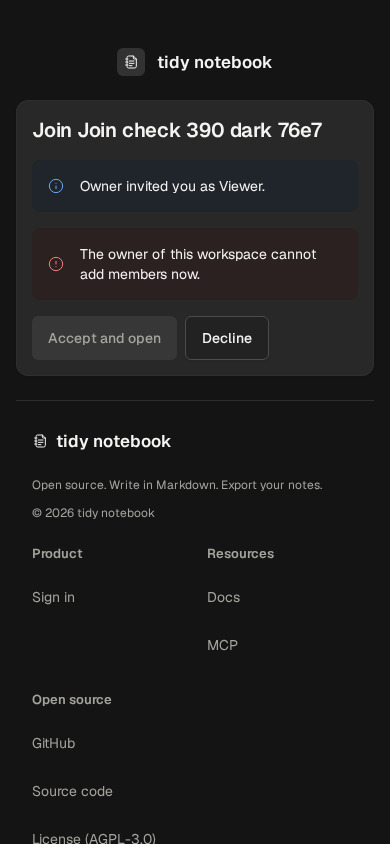 tidy notebook
Join Join check 390 dark 76e7
Owner invited you as Viewer.
The owner of this workspace cannot
add members now.
Accept and open
Decline
tidy notebook
Open source. Write in Markdown. Export your notes.
© 2026 tidy notebook
Product
Resources
Sign in
Docs
MCP
Open source
GitHub
Source code
License (AGPL-3.0)